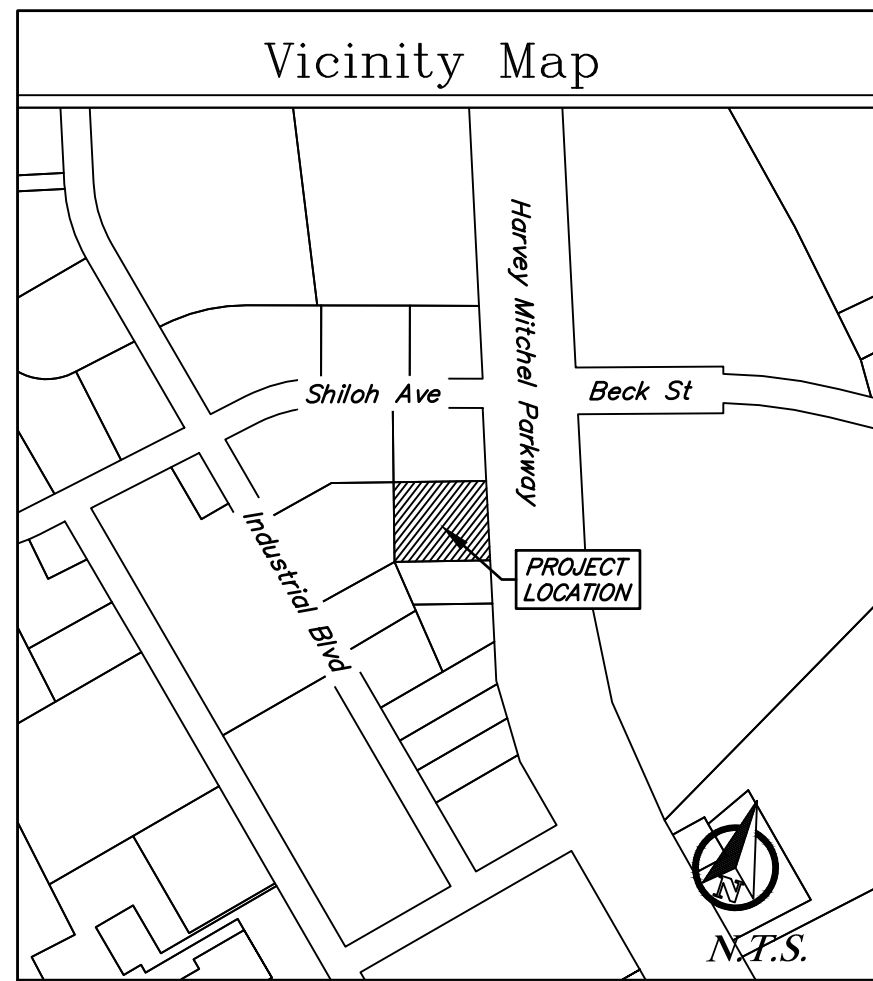 Vicinity Map
Harvey Mitchel Parkway
Shiloh Ave
Beck St
Industrial Blvd
PROJECT
LOCATION
N
N.T.S.